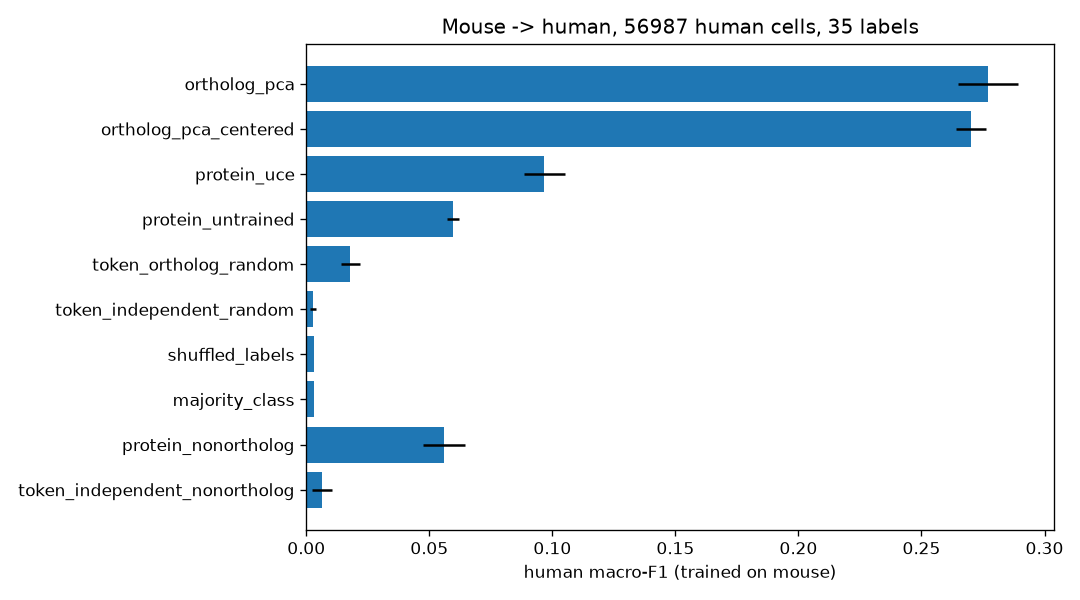 Mouse -> human, 56987 human cells, 35 labels
ortholog_pca
ortholog_pca_centered
protein_uce
protein_untrained
token_ortholog_random
token_independent_random
shuffled_labels
majority_class
protein_nonortholog
token_independent_nonortholog
0.00 0.05 0.10 0.15 0.20 0.25 0.30
human macro-F1 (trained on mouse)